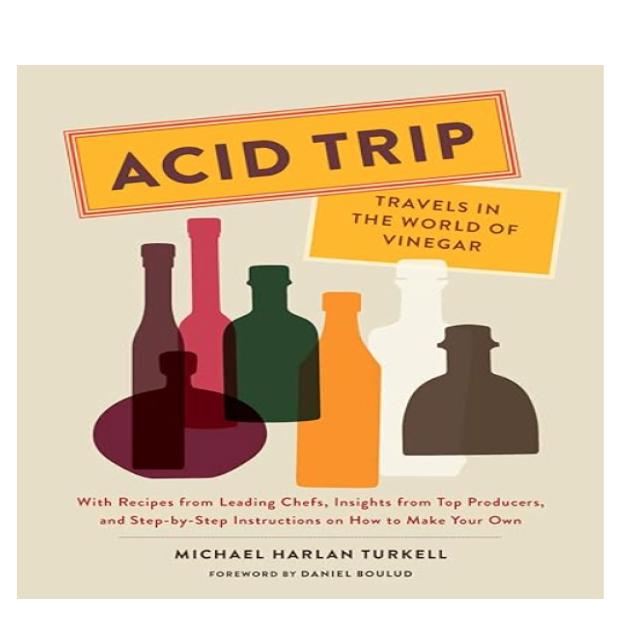 ACID TRIP
TRAVELS IN
THE WORLD OF
VINEGAR
With Recipes from Leading Chefs, Insights from Top Producers,
and Step-by-Step Instructions on How to Make Your Own
MICHAEL HARLAN TURKELL
FOREWORD BY DANIEL BOULUD